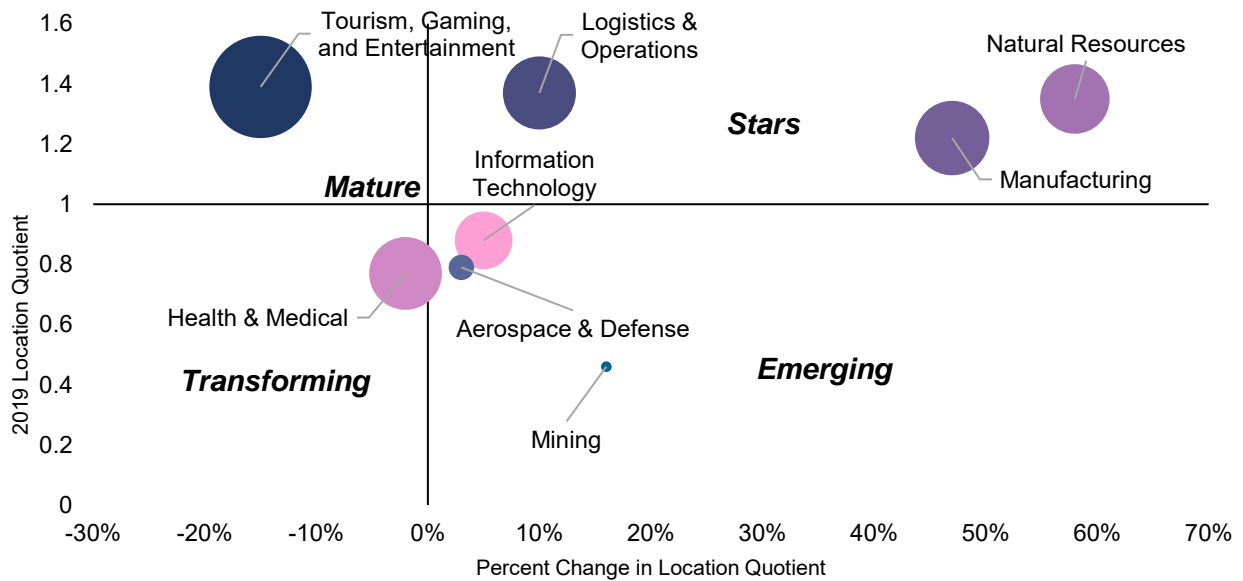 1.6
1.4
1.2
1
0.8
0.6
0.4
0.2
0
2019 Location Quotient
Tourism, Gaming,
and Entertainment
Logistics &
Operations
Natural Resources
Stars
Information
Technology
Manufacturing
Mature
Health & Medical
Aerospace & Defense
Transforming
Emerging
Mining
-30% -20% -10% 0% 10% 20% 30% 40% 50% 60% 70%
Percent Change in Location Quotient